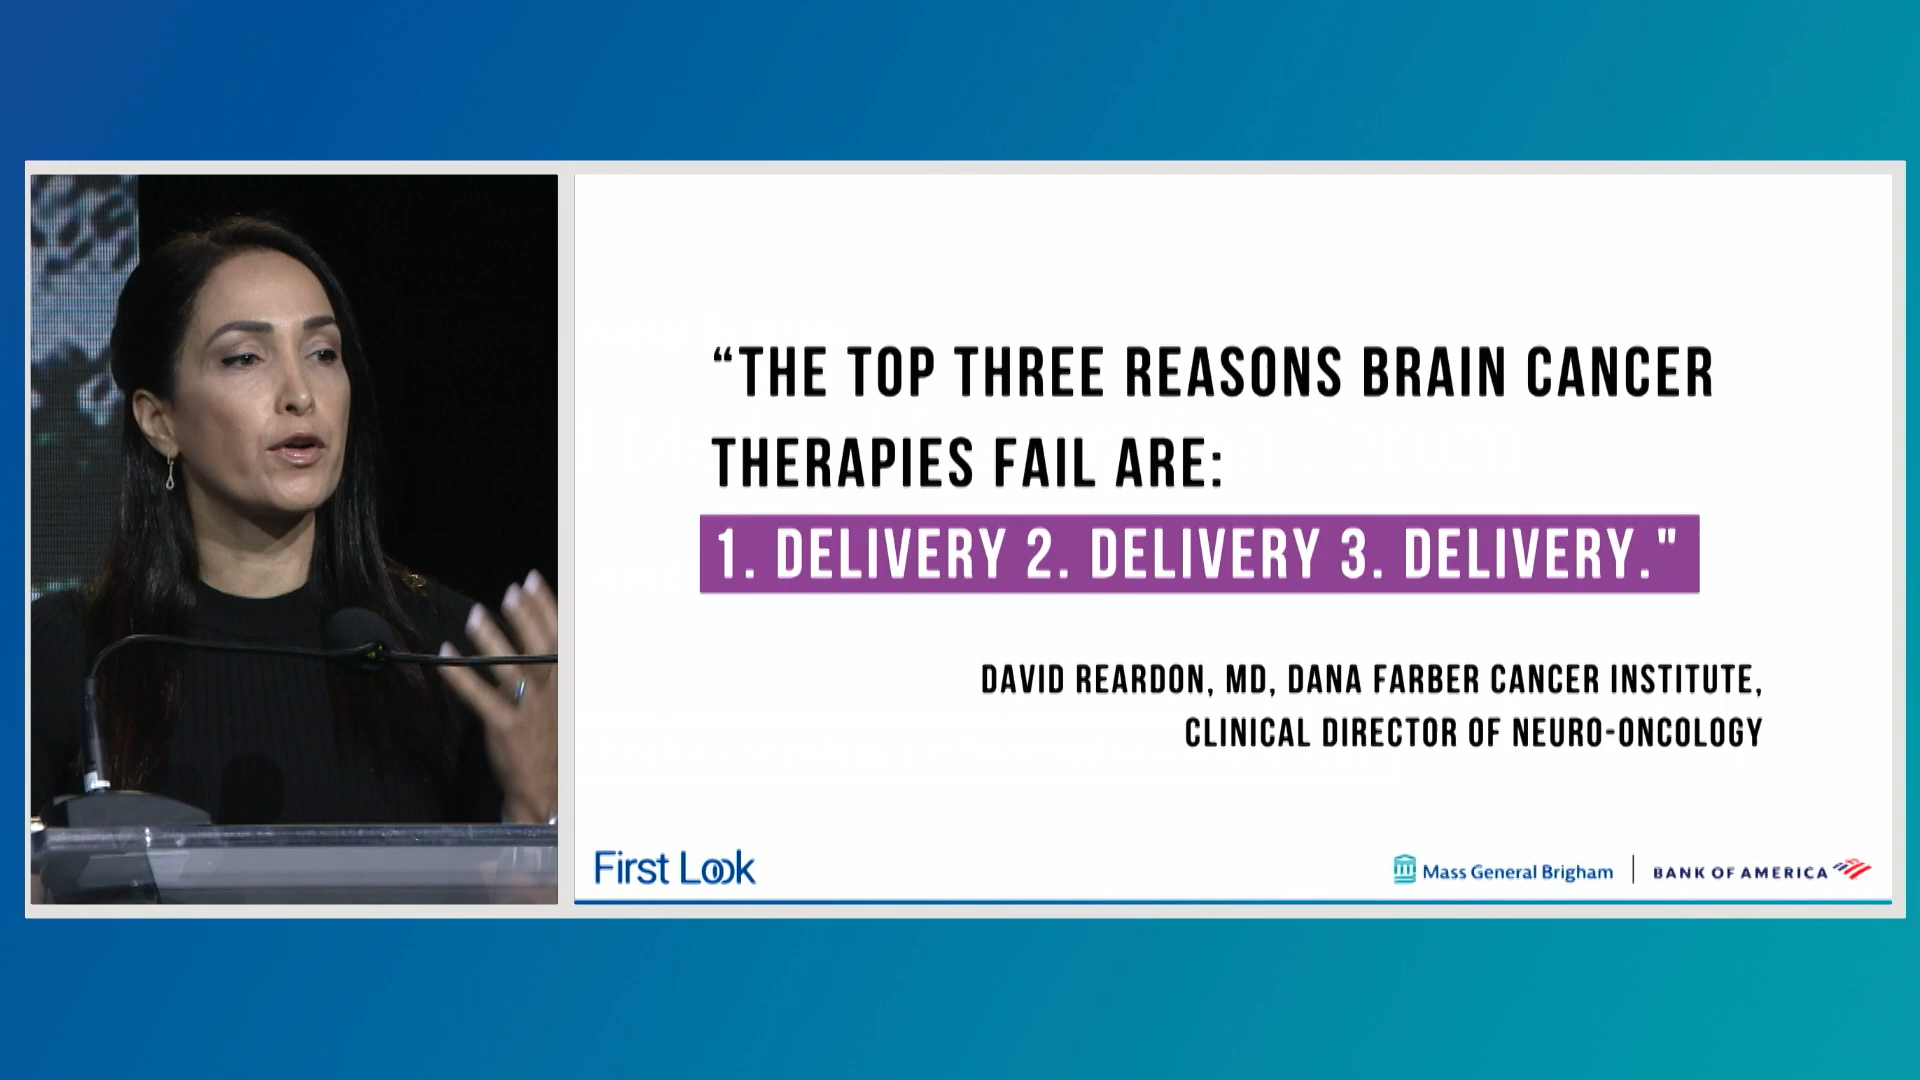 “THE TOP THREE REASONS BRAIN CANCER
THERAPIES FAIL ARE:
1. DELIVERY 2. DELIVERY 3. DELIVERY."
DAVID REARDON, MD, DANA FARBER CANCER INSTITUTE,
CLINICAL DIRECTOR OF NEURO-ONCOLOGY
First Look
Mass General Brigham
BANK OF AMERICA